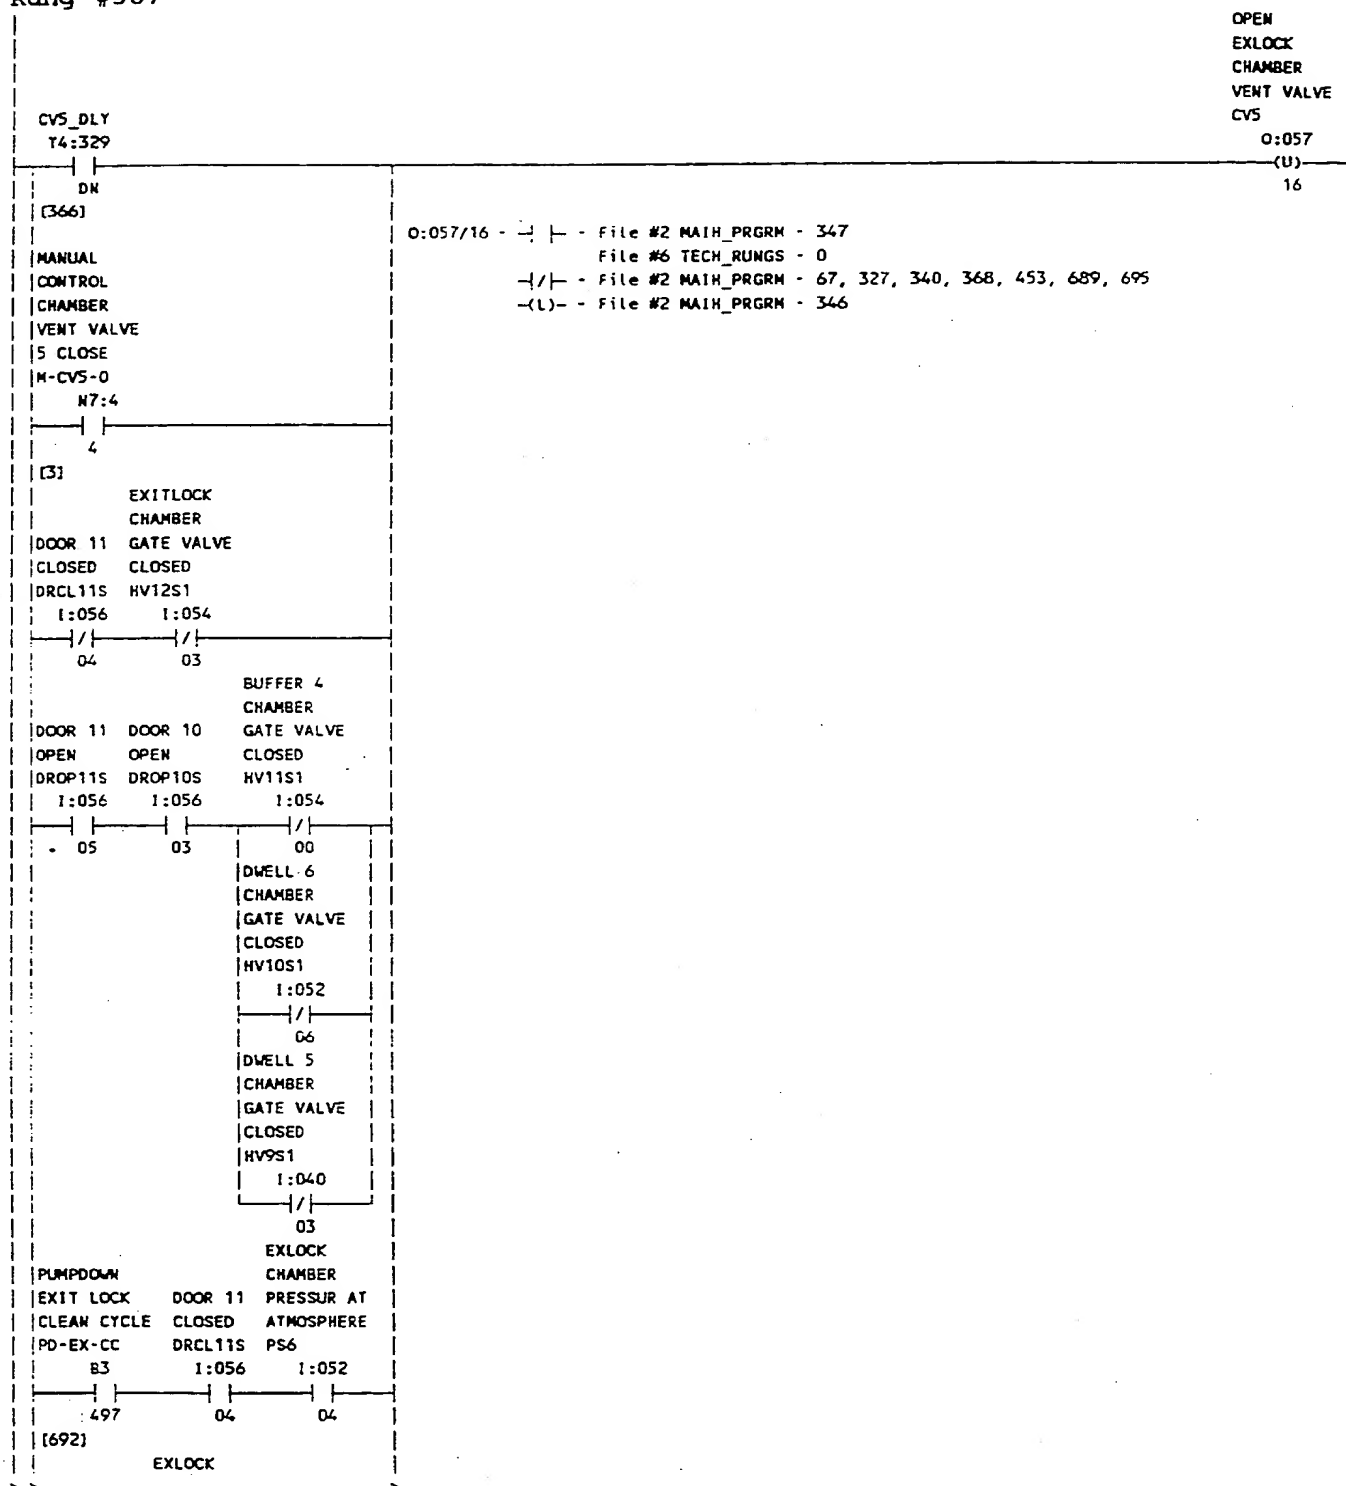 OPEN
EXLOCK
CHAMBER
VENT VALVE
CV5_DLY CV5
T4:329 O:057
(U)
DN 16
[366]
O:057/16 - -| |- - File #2 MAIN_PRGRM - 347
MANUAL File #6 TECH_RUNGS - 0
CONTROL -|/|- - File #2 MAIN_PRGRM - 67, 327, 340, 368, 453, 689, 695
CHAMBER -(L)- - File #2 MAIN_PRGRM - 346
VENT VALVE
5 CLOSE
M-CV5-0
N7:4
4
[3]
EXITLOCK
CHAMBER
DOOR 11 GATE VALVE
CLOSED CLOSED
DRCL11S HV12S1
I:056 I:054
04 03
BUFFER 4
CHAMBER
DOOR 11 DOOR 10 GATE VALVE
OPEN OPEN CLOSED
DROP11S DROP10S HV11S1
I:056 I:056 I:054
05 03 00
DWELL 6
CHAMBER
GATE VALVE
CLOSED
HV10S1
I:052
06
DWELL 5
CHAMBER
GATE VALVE
CLOSED
HV9S1
I:040
03
EXLOCK
PUMPDOWN CHAMBER
EXIT LOCK DOOR 11 PRESSUR AT
CLEAN CYCLE CLOSED ATMOSPHERE
PD-EX-CC DRCL11S PS6
B3 I:056 I:052
497 04 04
[692]
EXLOCK